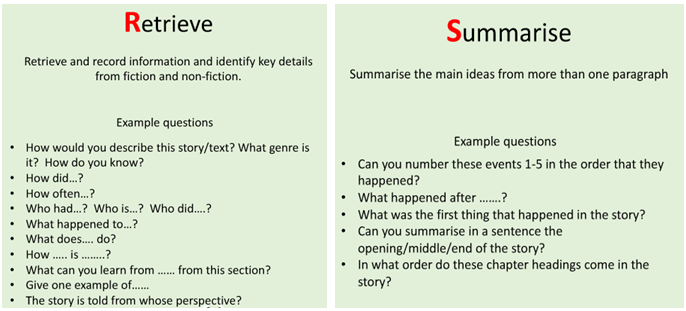 Retrieve
Retrieve and record information and identify key details
from fiction and non-fiction.
Example questions
• How would you describe this story/text? What genre is
it? How do you know?
• How did...?
• How often...?
• Who had...? Who is...? Who did....?
• What happened to...?
• What does.... do?
• How ..... is ........?
• What can you learn from ...... from this section?
• Give one example of......
• The story is told from whose perspective?
Summarise
Summarise the main ideas from more than one paragraph
Example questions
• Can you number these events 1-5 in the order that they
happened?
• What happened after .......?
• What was the first thing that happened in the story?
• Can you summarise in a sentence the
opening/middle/end of the story?
• In what order do these chapter headings come in the
story?